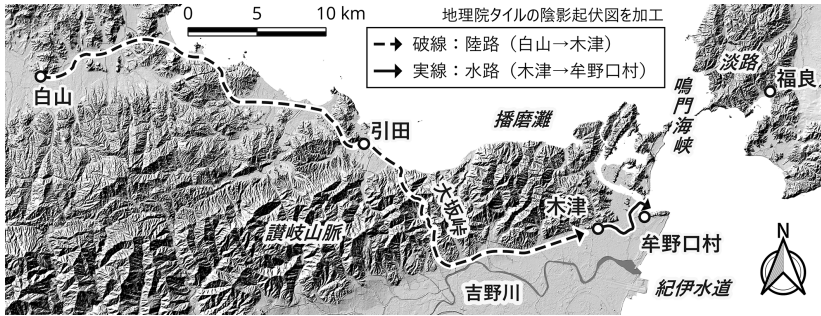 0 5 10 km
地理院タイルの陰影起伏図を加工
破線：陸路（白山→木津）
実線：水路（木津→牟野口村）
淡路
福良
鳴門海峡
白山
引田
播磨灘
大坂峠
木津
讃岐山脈
牟野口村
N
吉野川
紀伊水道